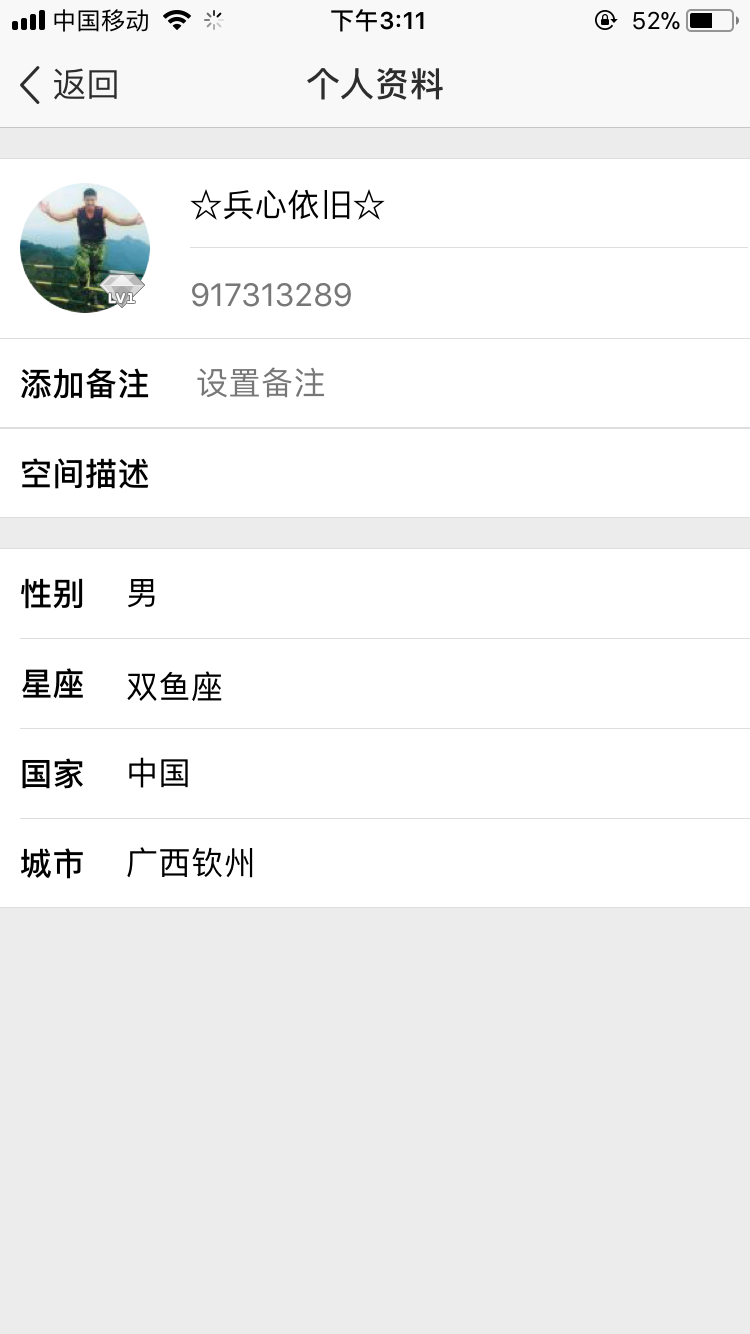 中国移动 下午3:11 52%
返回 个人资料
☆兵心依旧☆
LV1
917313289
添加备注 设置备注
空间描述
性别 男
星座 双鱼座
国家 中国
城市 广西钦州